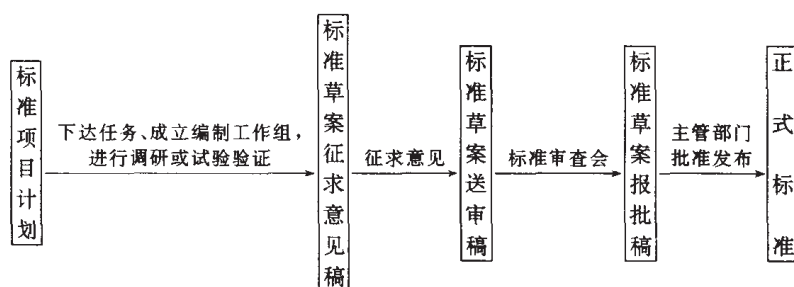 标准项目计划
下达任务、成立编制工作组，
进行调研或试验验证
标准草案征求意见稿
征求意见
标准草案送审稿
标准审查会
标准草案报批稿
主管部门
批准发布
正式标准